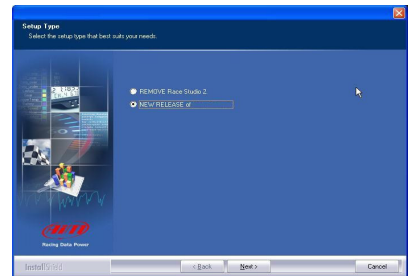 Setup Type
Select the setup type that best suits your needs.
REMOVE Race Studio 2
NEW RELEASE of
AiM
Racing Data Power
InstallShield
< Back
Next >
Cancel